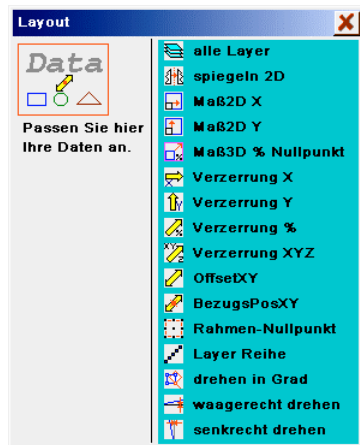 Layout
Data
Passen Sie hier
Ihre Daten an.
alle Layer
spiegeln 2D
Maß2D X
Maß2D Y
Maß3D % Nullpunkt
Verzerrung X
Verzerrung Y
Verzerrung %
Verzerrung XYZ
OffsetXY
BezugsPosXY
Rahmen-Nullpunkt
Layer Reihe
drehen in Grad
waagerecht drehen
senkrecht drehen